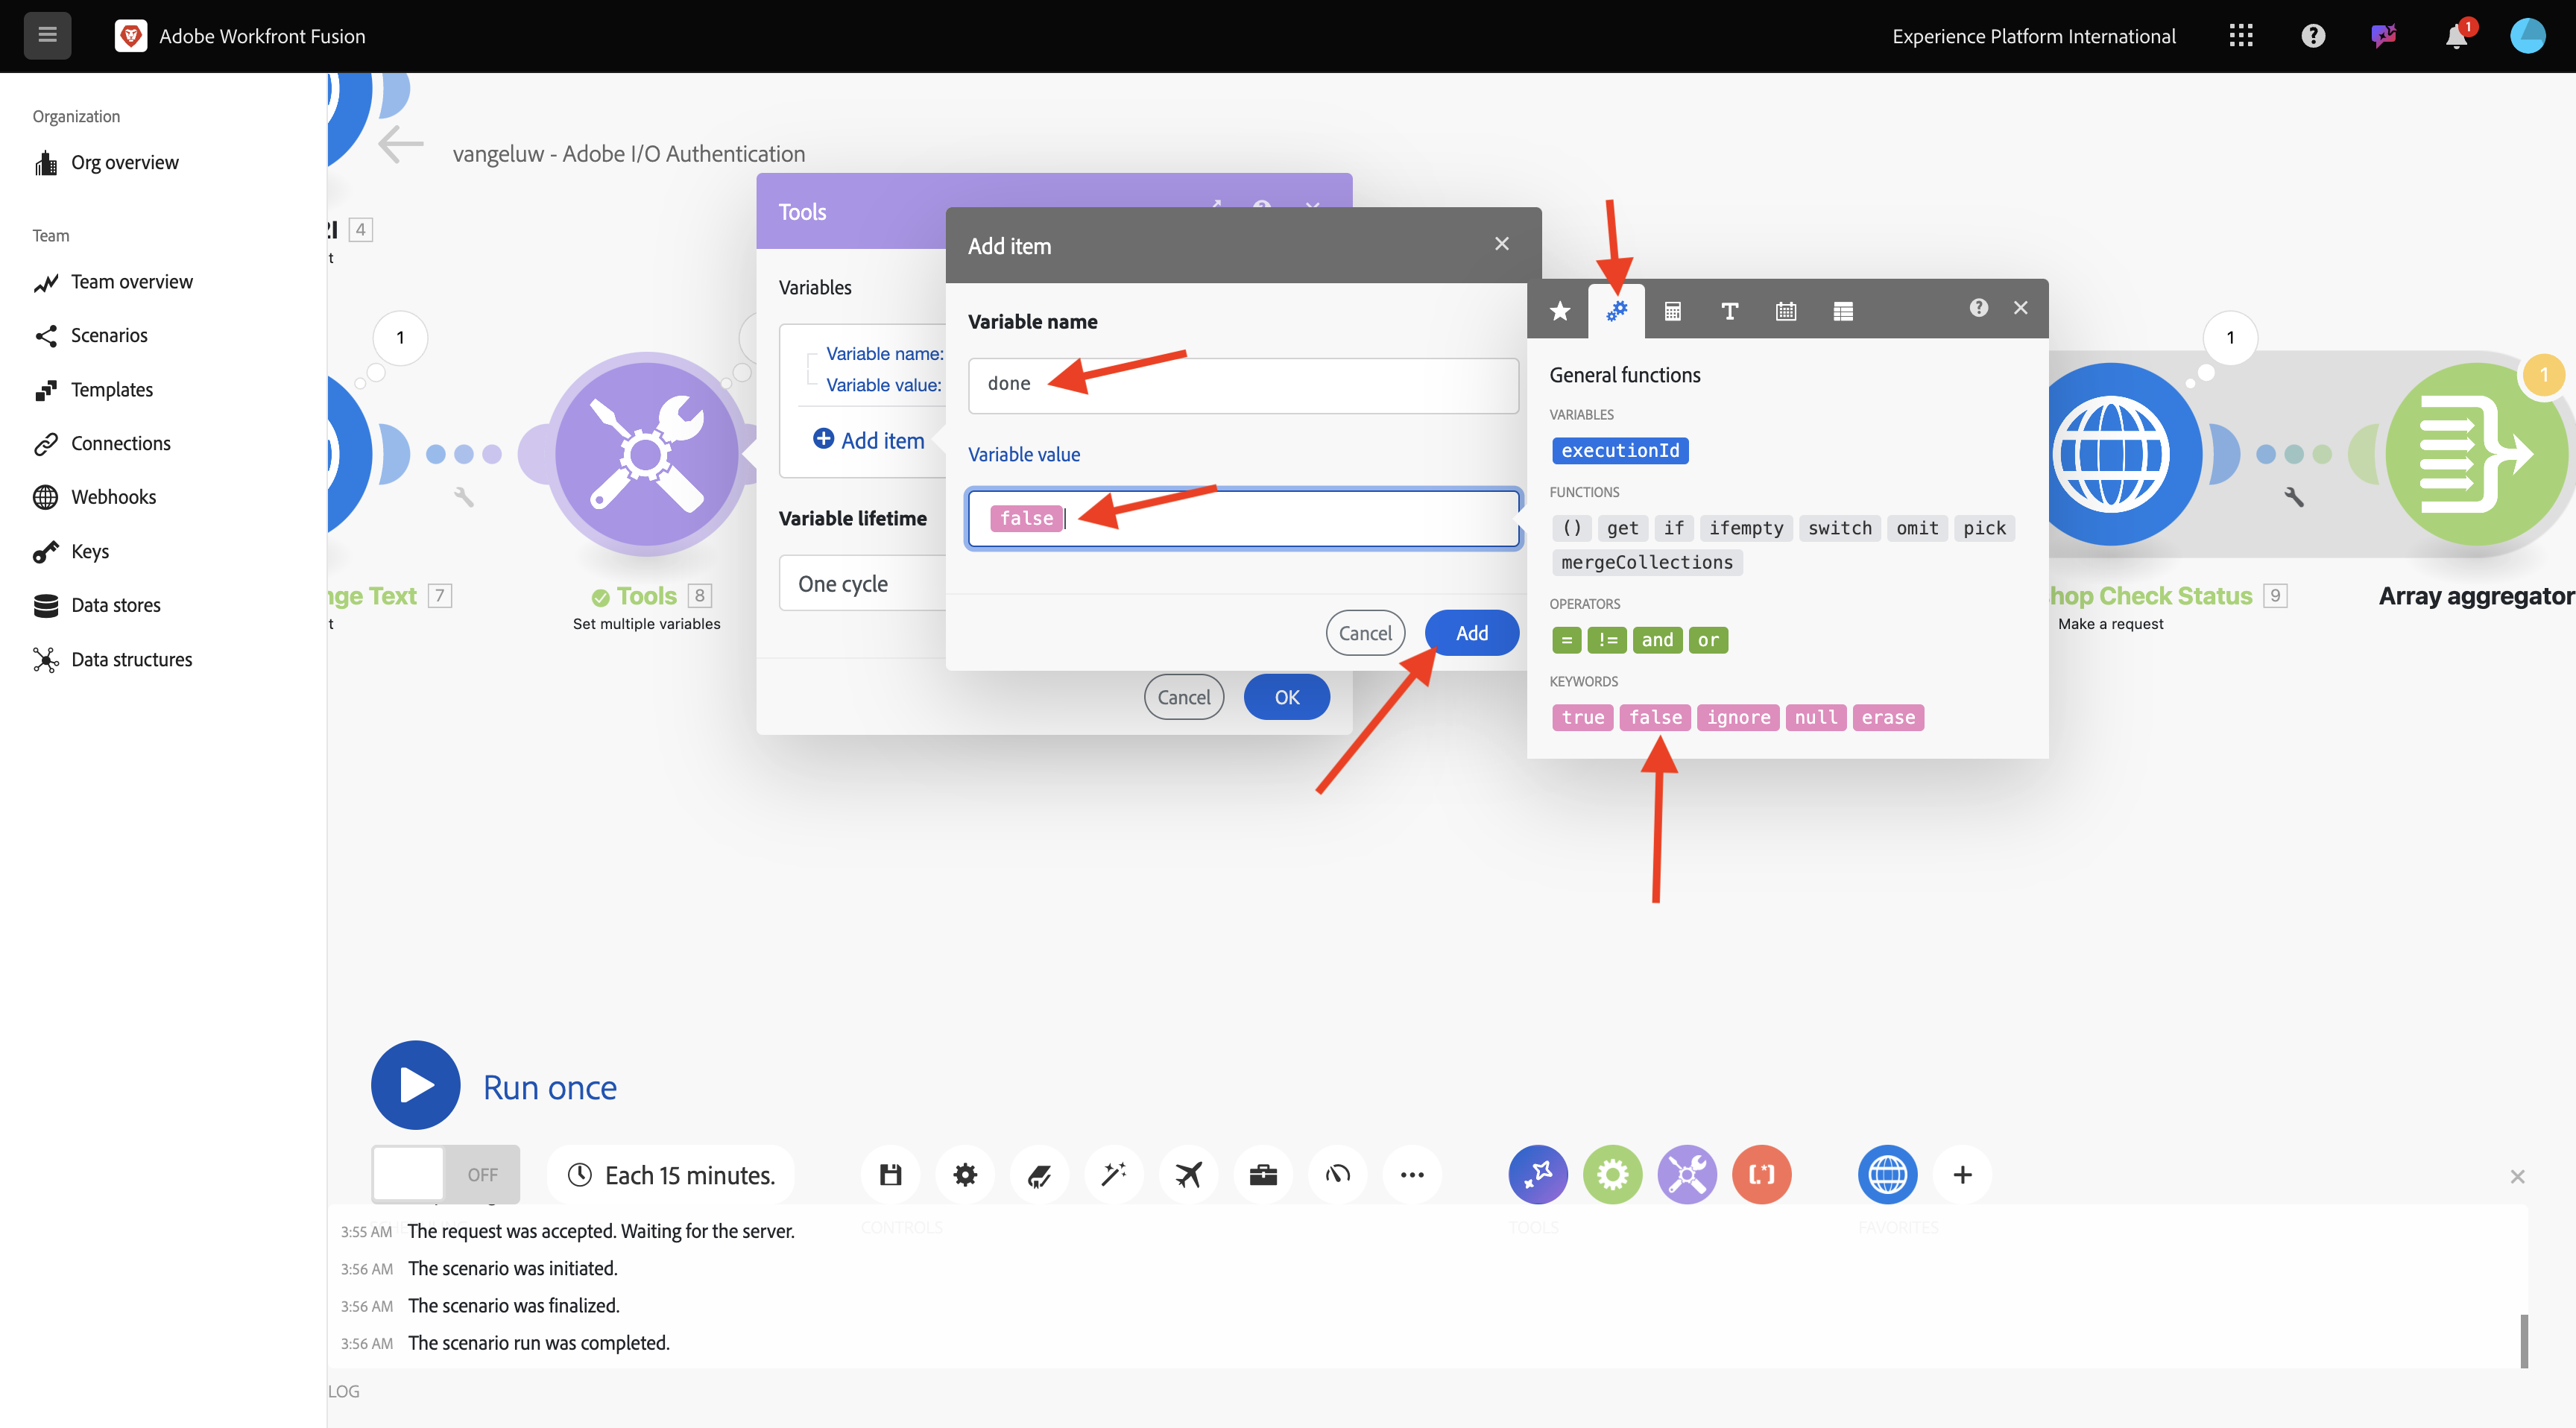 Adobe Workfront Fusion
Experience Platform International
1
Organization
Org overview
Team
Team overview
Scenarios
Templates
Connections
Webhooks
Keys
Data stores
Data structures
vangeluw - Adobe I/O Authentication
4
t
1
nge Text 7
t
Tools 8
Set multiple variables
Tools
Variables
Variable name:
Variable value:
Add item
Variable lifetime
One cycle
Cancel
OK
Add item
Variable name
done
Variable value
false
Cancel
Add
General functions
VARIABLES
executionId
FUNCTIONS
() get if ifempty switch omit pick
mergeCollections
OPERATORS
= != and or
KEYWORDS
true false ignore null erase
1
1
hop Check Status 9
Make a request
Array aggregator
Run once
OFF
Each 15 minutes.
CONTROLS
TOOLS
FAVORITES
3:55 AM The request was accepted. Waiting for the server.
3:56 AM The scenario was initiated.
3:56 AM The scenario was finalized.
3:56 AM The scenario run was completed.
LOG